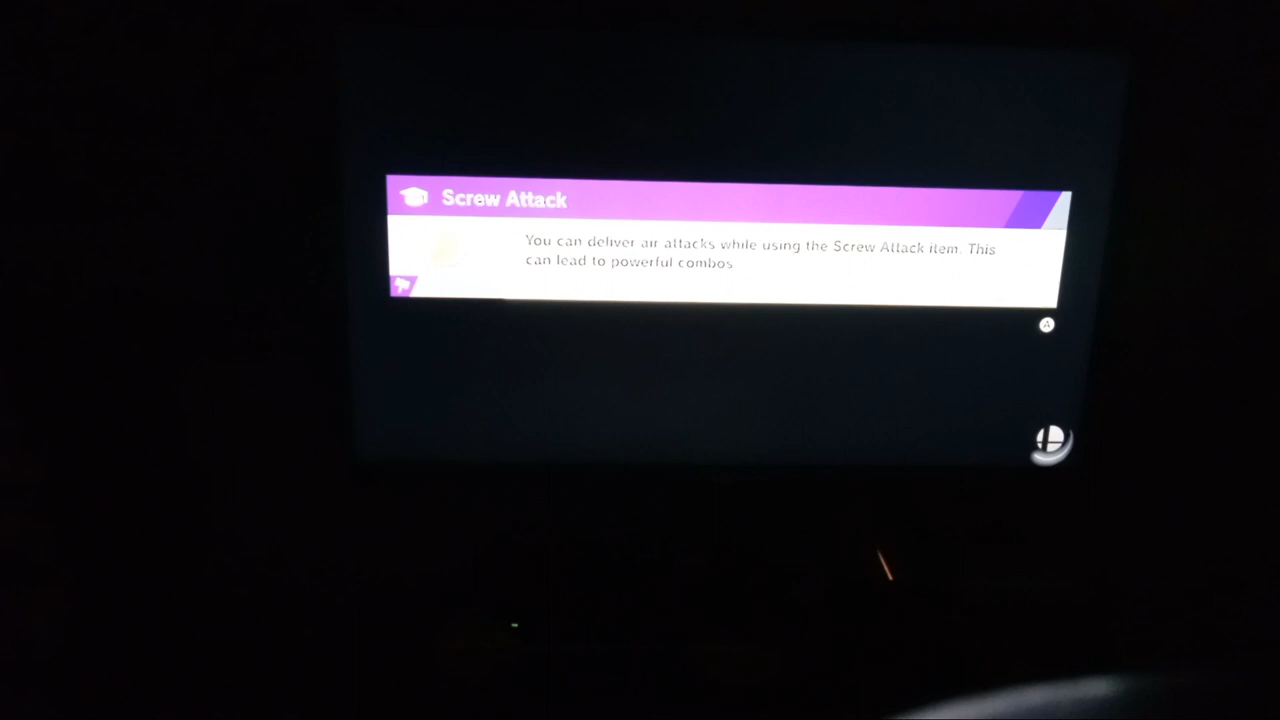 Screw Attack
You can deliver air attacks while using the Screw Attack item. This
can lead to powerful combos.
A